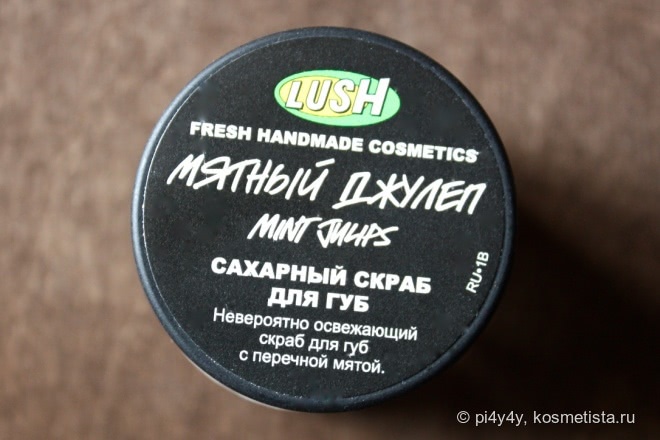 LUSH
FRESH HANDMADE COSMETICS
МЯТНЫЙ ДЖУЛЕП
MINT JULIPS
САХАРНЫЙ СКРАБ
ДЛЯ ГУБ
Невероятно освежающий
скраб для губ
с перечной мятой.
RU•1B
© pi4y4y, kosmetista.ru